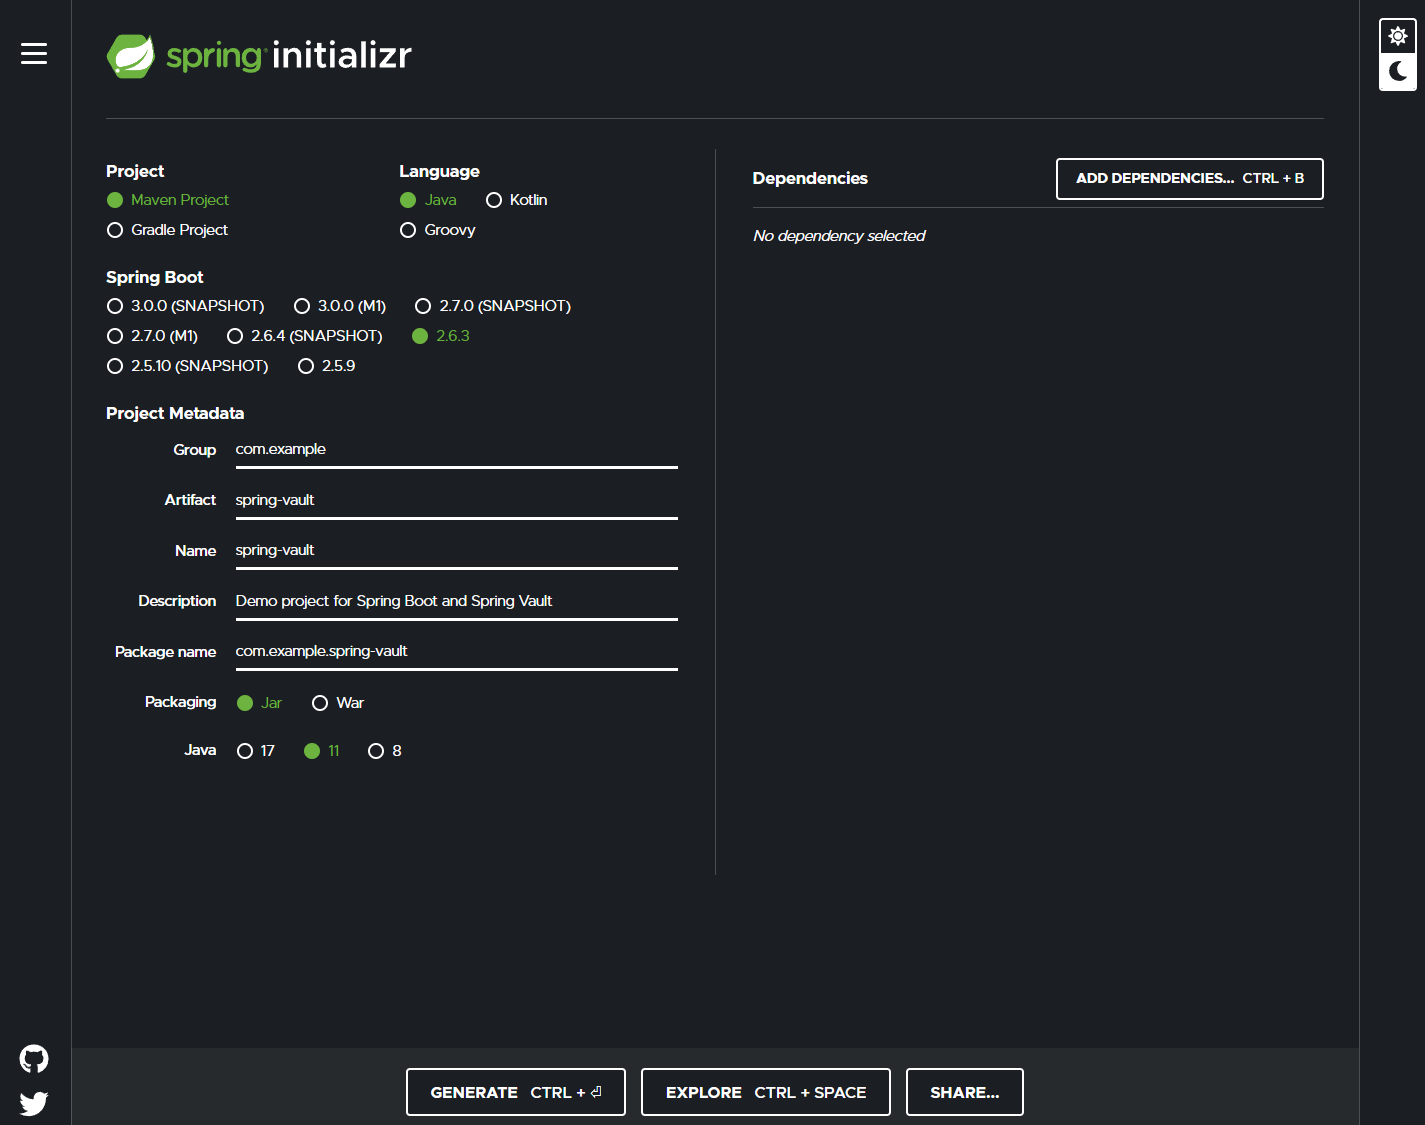 spring initializr
Project
Maven Project
Gradle Project
Language
Java Kotlin
Groovy
Spring Boot
3.0.0 (SNAPSHOT) 3.0.0 (M1) 2.7.0 (SNAPSHOT)
2.7.0 (M1) 2.6.4 (SNAPSHOT) 2.6.3
2.5.10 (SNAPSHOT) 2.5.9
Project Metadata
Group com.example
Artifact spring-vault
Name spring-vault
Description Demo project for Spring Boot and Spring Vault
Package name com.example.spring-vault
Packaging Jar War
Java 17 11 8
Dependencies
ADD DEPENDENCIES... CTRL + B
No dependency selected
GENERATE CTRL + ⏎
EXPLORE CTRL + SPACE
SHARE...